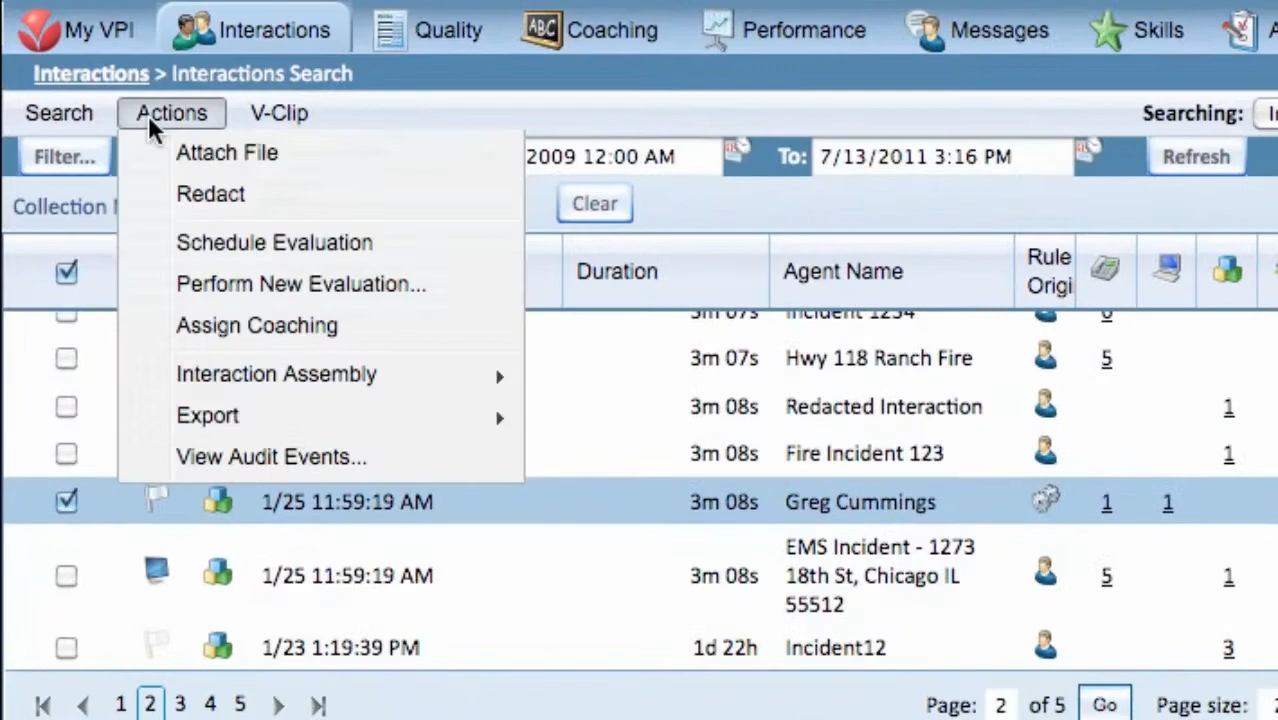 My VPI Interactions Quality ABC Coaching Performance Messages Skills
Interactions > Interactions Search
Search Actions V-Clip Searching:
Filter... 2009 12:00 AM To: 7/13/2011 3:16 PM Refresh
Attach File
Redact
Collection Clear
Schedule Evaluation
Perform New Evaluation...
Assign Coaching
Interaction Assembly
Export
View Audit Events...
Duration Agent Name Rule
Origi
3m 07s Incident 1234 6
3m 07s Hwy 118 Ranch Fire 5
3m 08s Redacted Interaction 1
3m 08s Fire Incident 123 1
1/25 11:59:19 AM 3m 08s Greg Cummings 1 1
EMS Incident - 1273
1/25 11:59:19 AM 3m 08s 18th St, Chicago IL 5 1
55512
1/23 1:19:39 PM 1d 22h Incident12 3
1 2 3 4 5 Page: 2 of 5 Go Page size: